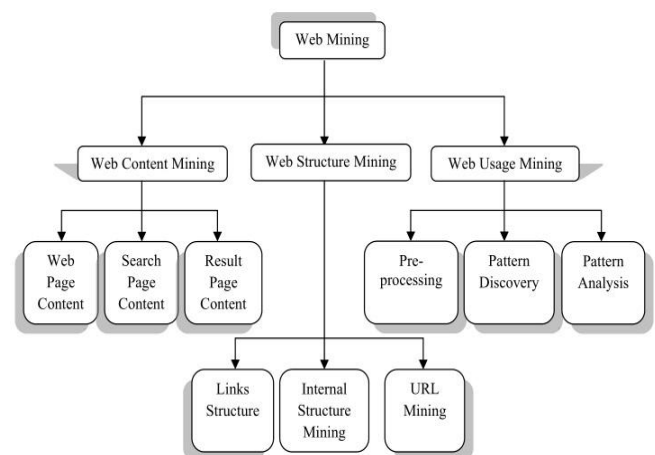 Web Mining
Web Content Mining
Web Structure Mining
Web Usage Mining
Web
Page
Content
Search
Page
Content
Result
Page
Content
Pre-
processing
Pattern
Discovery
Pattern
Analysis
Links
Structure
Internal
Structure
Mining
URL
Mining